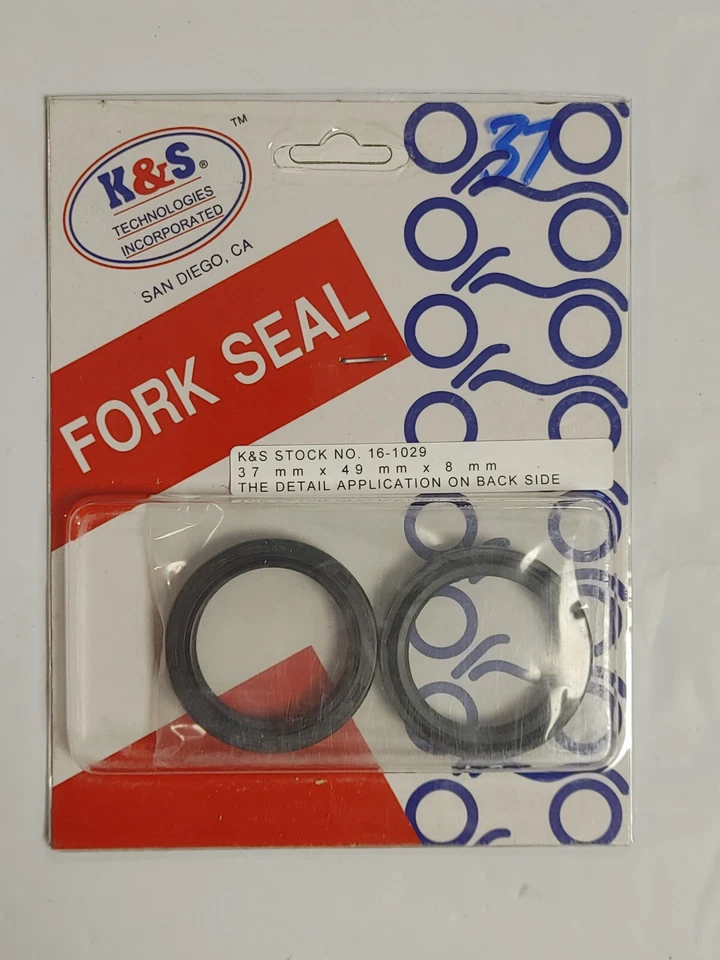 K&S®
TECHNOLOGIES
INCORPORATED
TM
SAN DIEGO, CA
37
FORK SEAL
K&S STOCK NO. 16-1029
37 mm x 49 mm x 8 mm
THE DETAIL APPLICATION ON BACK SIDE